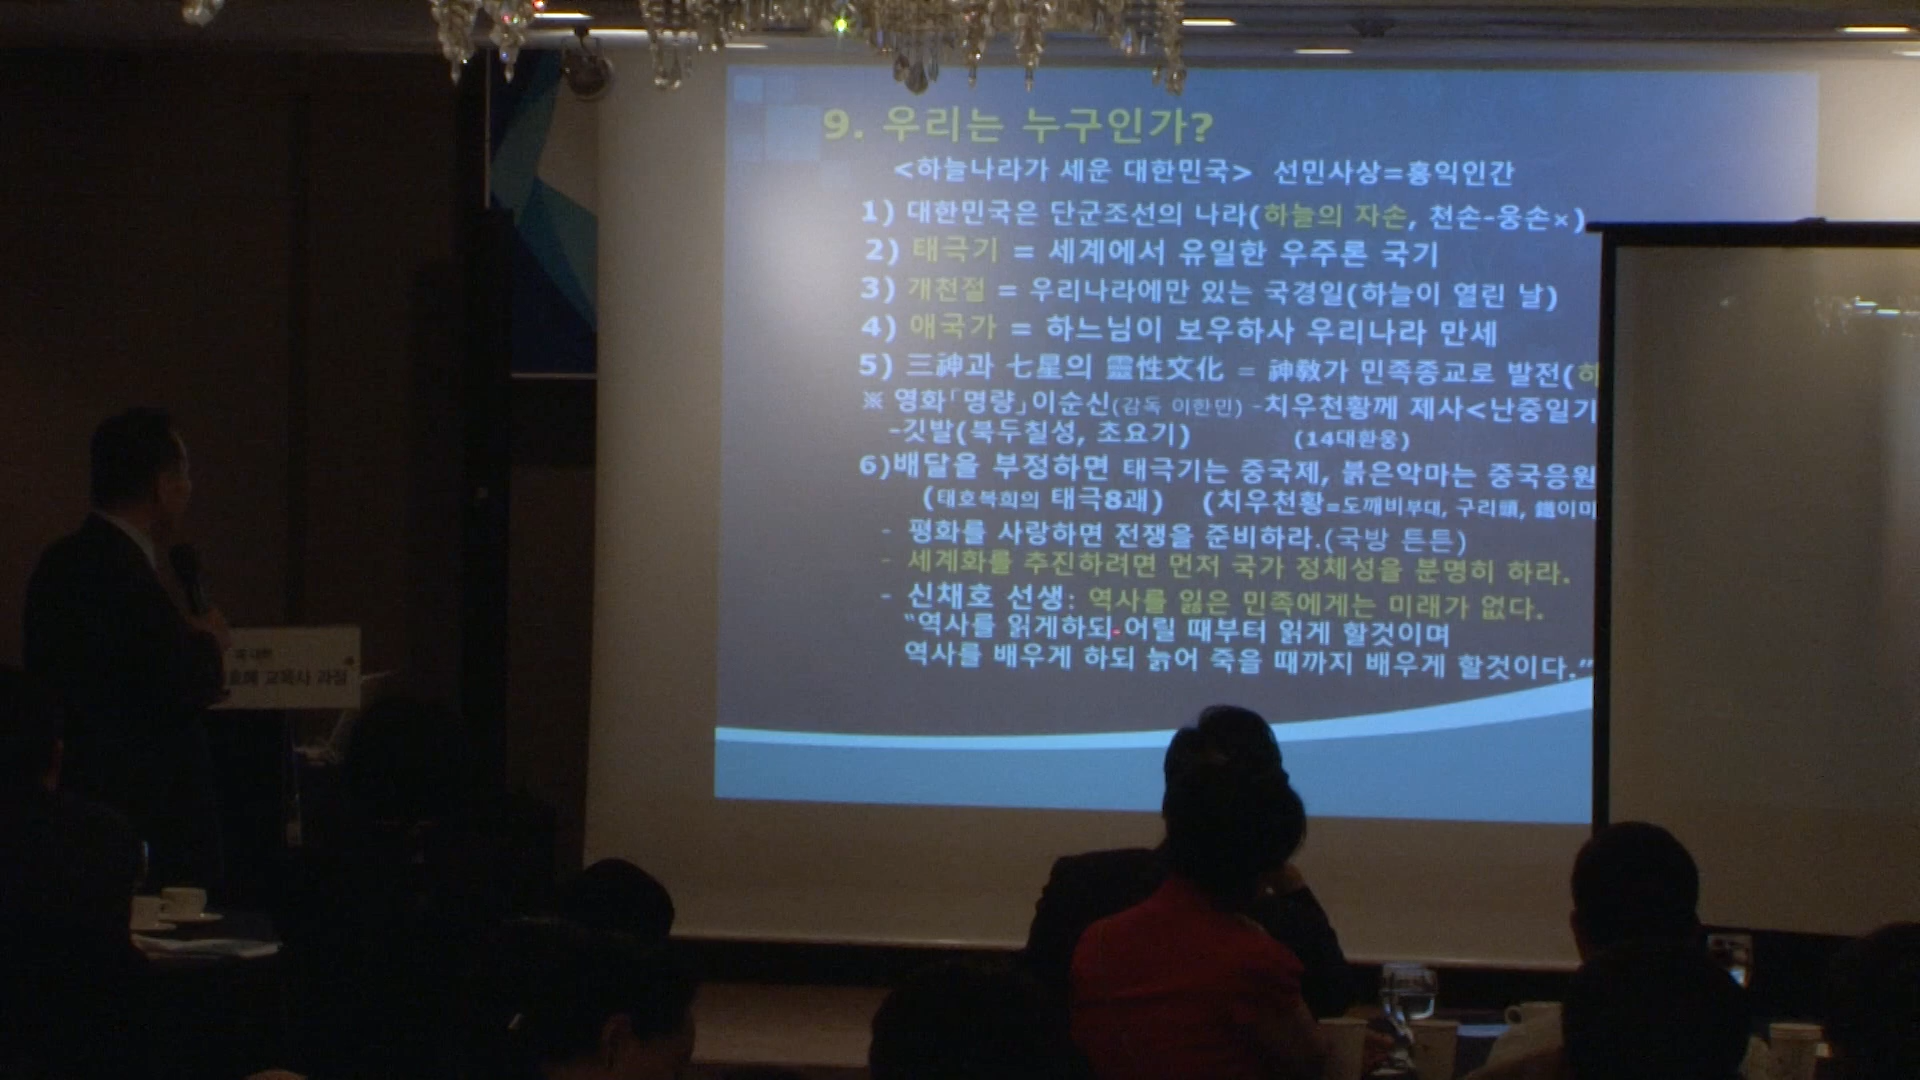 9. 우리는 누구인가?
<하늘나라가 세운 대한민국> 선민사상=홍익인간
1) 대한민국은 단군조선의 나라(하늘의 자손, 천손-웅손×)
2) 태극기 = 세계에서 유일한 우주론 국기
3) 개천절 = 우리나라에만 있는 국경일(하늘이 열린 날)
4) 애국가 = 하느님이 보우하사 우리나라 만세
5) 三神과 七星의 靈性文化 = 神敎가 민족종교로 발전(하
※ 영화「명량」이순신(감독 이한민) -치우천황께 제사<난중일기
-깃발(북두칠성, 초요기) (14대환웅)
6)배달을 부정하면 태극기는 중국제, 붉은악마는 중국응원
(태호복희의 태극8괘) (치우천황=도깨비부대, 구리頭, 鐵이마
- 평화를 사랑하면 전쟁을 준비하라.(국방 튼튼)
- 세계화를 추진하려면 먼저 국가 정체성을 분명히 하라.
- 신채호 선생: 역사를 잃은 민족에게는 미래가 없다.
"역사를 읽게하되 어릴 때부터 읽게 할것이며
역사를 배우게 하되 늙어 죽을 때까지 배우게 할것이다."
교육사 과정